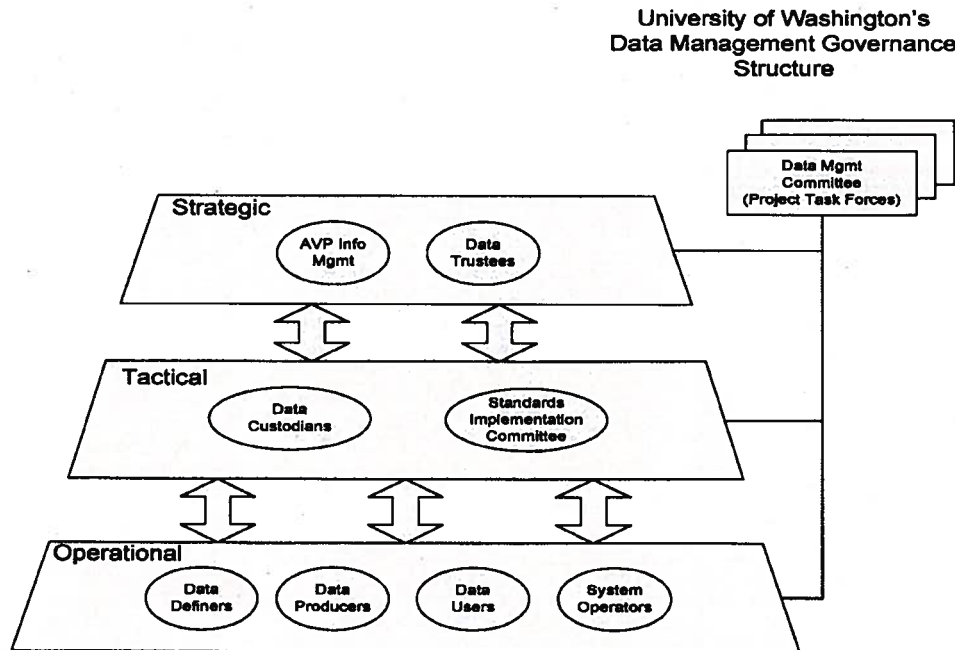 University of Washington's
Data Management Governance
Structure
Data Mgmt
Committee
(Project Task Forces)
Strategic
AVP Info
Mgmt
Data
Trustees
Tactical
Data
Custodians
Standards
Implementation
Committee
Operational
Data
Definers
Data
Producers
Data
Users
System
Operators